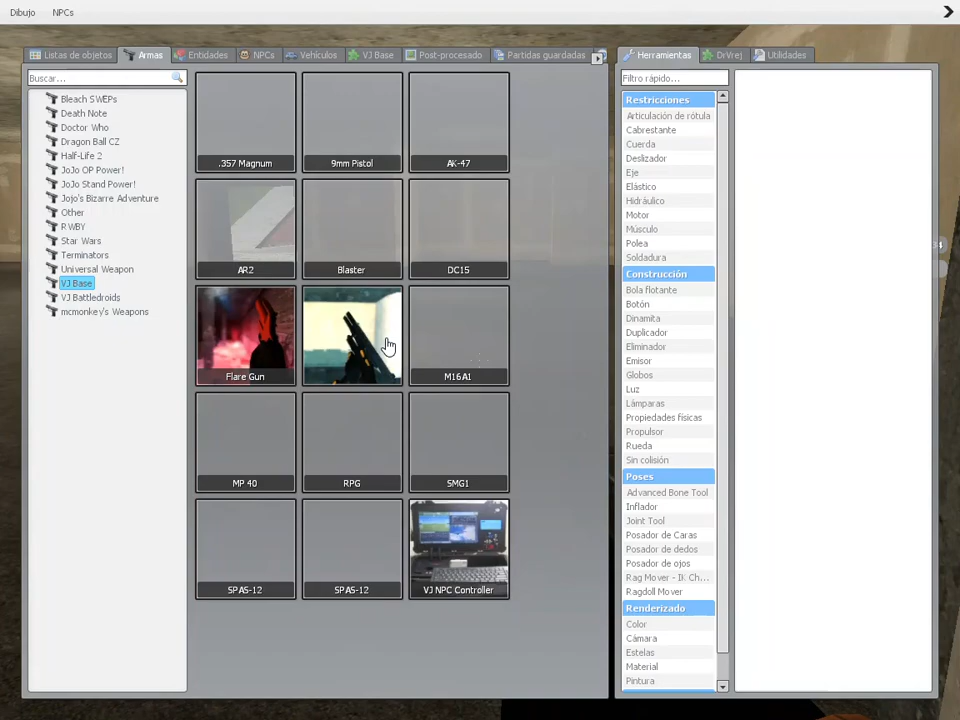 Dibujo NPCs
Listas de objetos Armas Entidades NPCs Vehículos VJ Base Post-procesado Partidas guardadas
Herramientas DrVrej Utilidades
Buscar...
Bleach SWEPs
Death Note
Doctor Who
Dragon Ball CZ
Half-Life 2
JoJo OP Power!
JoJo Stand Power!
Jojo's Bizarre Adventure
Other
RWBY
Star Wars
Terminators
Universal Weapon
VJ Base
VJ Battledroids
mcmonkey's Weapons
.357 Magnum 9mm Pistol AK-47
AR2 Blaster DC15
Flare Gun M16A1
MP 40 RPG SMG1
SPAS-12 SPAS-12 VJ NPC Controller
Filtro rápido...
Restricciones
Articulación de rótula
Cabrestante
Cuerda
Deslizador
Eje
Elástico
Hidráulico
Motor
Músculo
Polea
Soldadura
Construcción
Bola flotante
Botón
Dinamita
Duplicador
Eliminador
Emisor
Globos
Luz
Lámparas
Propiedades físicas
Propulsor
Rueda
Sin colisión
Poses
Advanced Bone Tool
Inflador
Joint Tool
Posador de Caras
Posador de dedos
Posador de ojos
Rag Mover - IK Ch...
Ragdoll Mover
Renderizado
Color
Cámara
Estelas
Material
Pintura